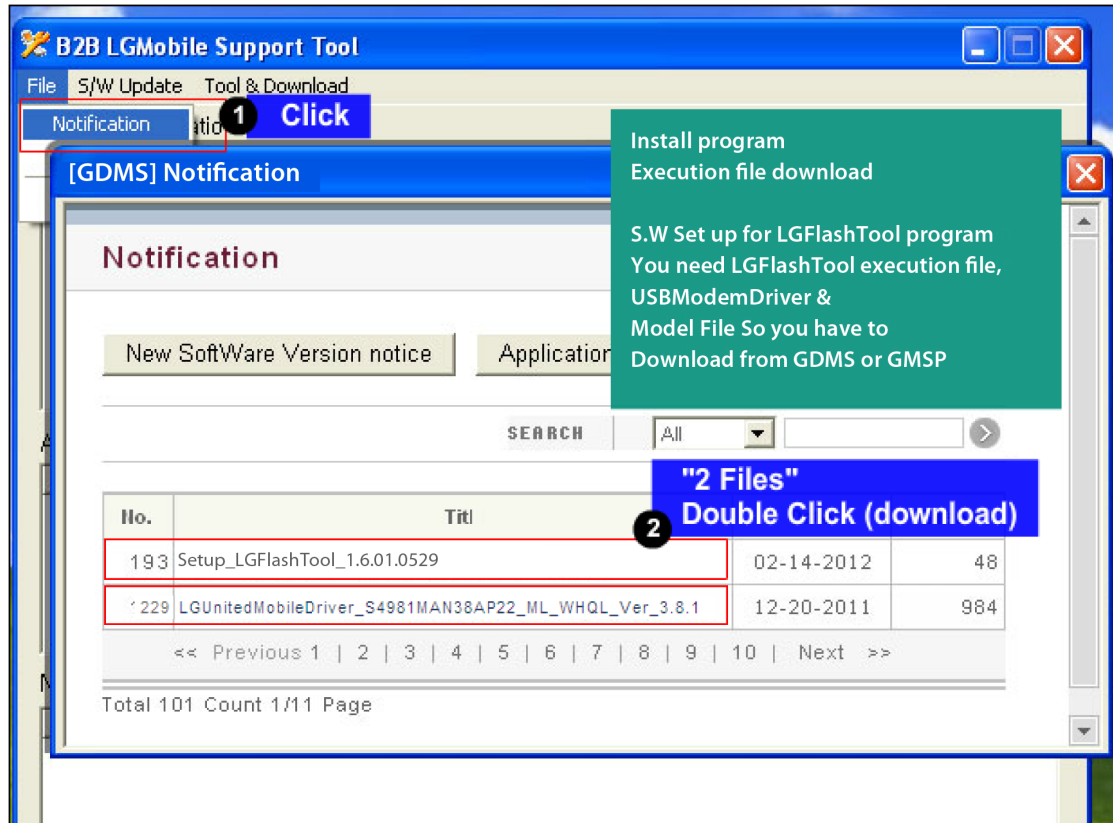 B2B LGMobile Support Tool
File S/W Update Tool & Download
Notification
1 Click
[GDMS] Notification
Install program
Execution file download
S.W Set up for LGFlashTool program
You need LGFlashTool execution file,
USBModemDriver &
Model File So you have to
Download from GDMS or GMSP
Notification
New SoftWare Version notice
Application
SEARCH All
"2 Files"
2 Double Click (download)
No. Titl
193 Setup_LGFlashTool_1.6.01.0529 02-14-2012 48
1229 LGUnitedMobileDriver_S4981MAN38AP22_ML_WHQL_Ver_3.8.1 12-20-2011 984
<< Previous 1 | 2 | 3 | 4 | 5 | 6 | 7 | 8 | 9 | 10 | Next >>
Total 101 Count 1/11 Page